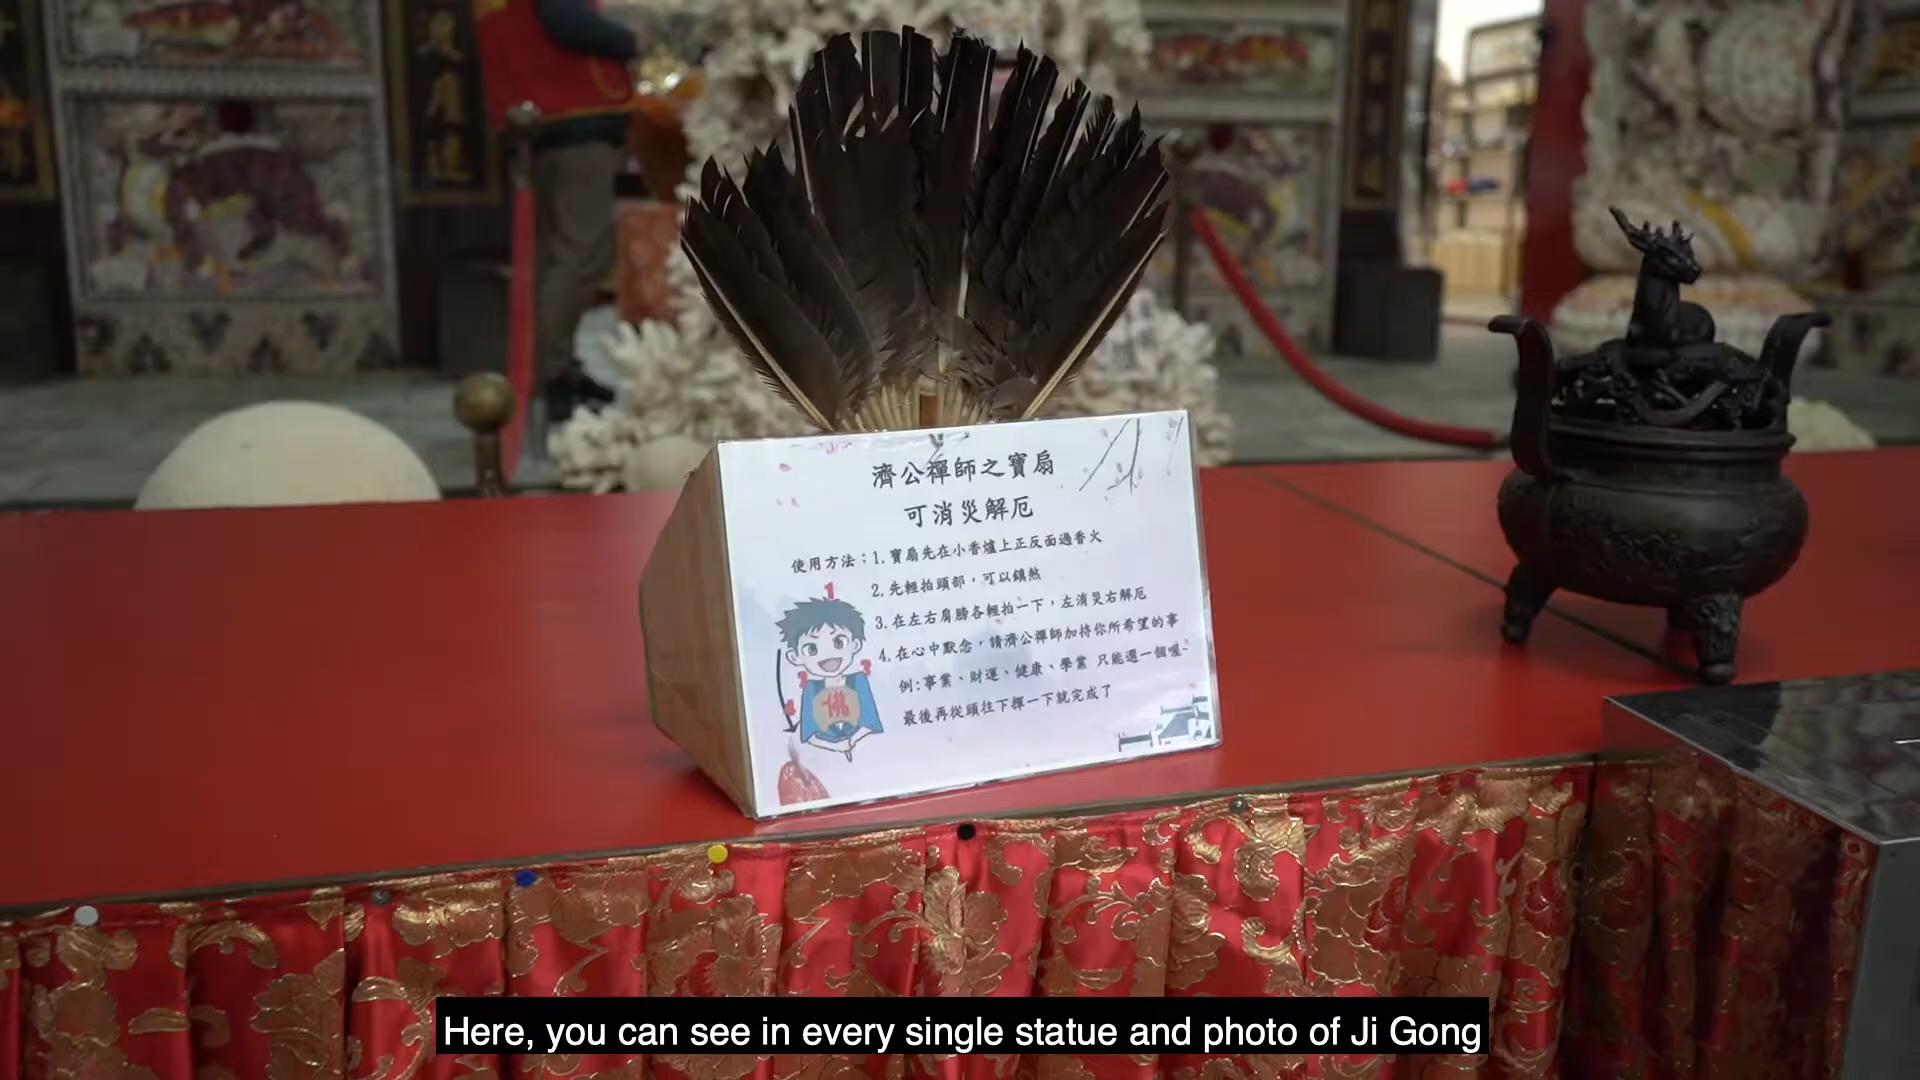 濟公禪師之寶扇
可消災解厄
使用方法：1.寶扇先在小香爐上正反面過香火
2.先輕拍頭部，可以鎮煞
3.在左右肩膀各輕拍一下，左消災右解厄
4.在心中默念，請濟公禪師加持你所希望的事
例:事業、財運、健康、學業 只能選一個喔~
最後再從頭往下揮一下就完成了
1
2
3
4
佛
Here, you can see in every single statue and photo of Ji Gong